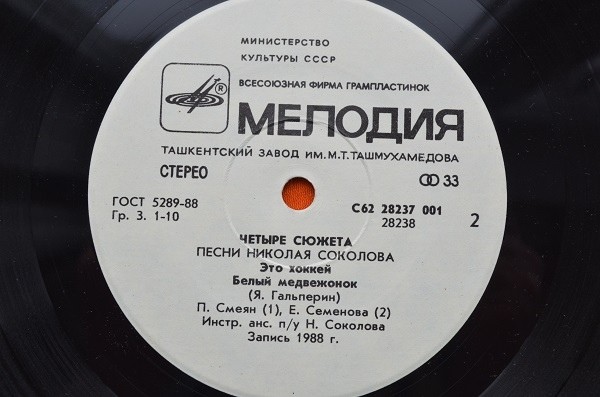 МИНИСТЕРСТВО
КУЛЬТУРЫ СССР
ВСЕСОЮЗНАЯ ФИРМА ГРАМПЛАСТИНОК
® МЕЛОДИЯ
ТАШКЕНТСКИЙ ЗАВОД ИМ.М.Т.ТАШМУХАМЕДОВА
СТЕРЕО 33
ГОСТ 5289-88 С62 28237 001
Гр. 3. 1-10 28238 2
ЧЕТЫРЕ СЮЖЕТА
ПЕСНИ НИКОЛАЯ СОКОЛОВА
Это хоккей
Белый медвежонок
(Я. Гальперин)
П. Смеян (1), Е. Семенова (2)
Инстр. анс. п/у Н. Соколова
Запись 1988 г.